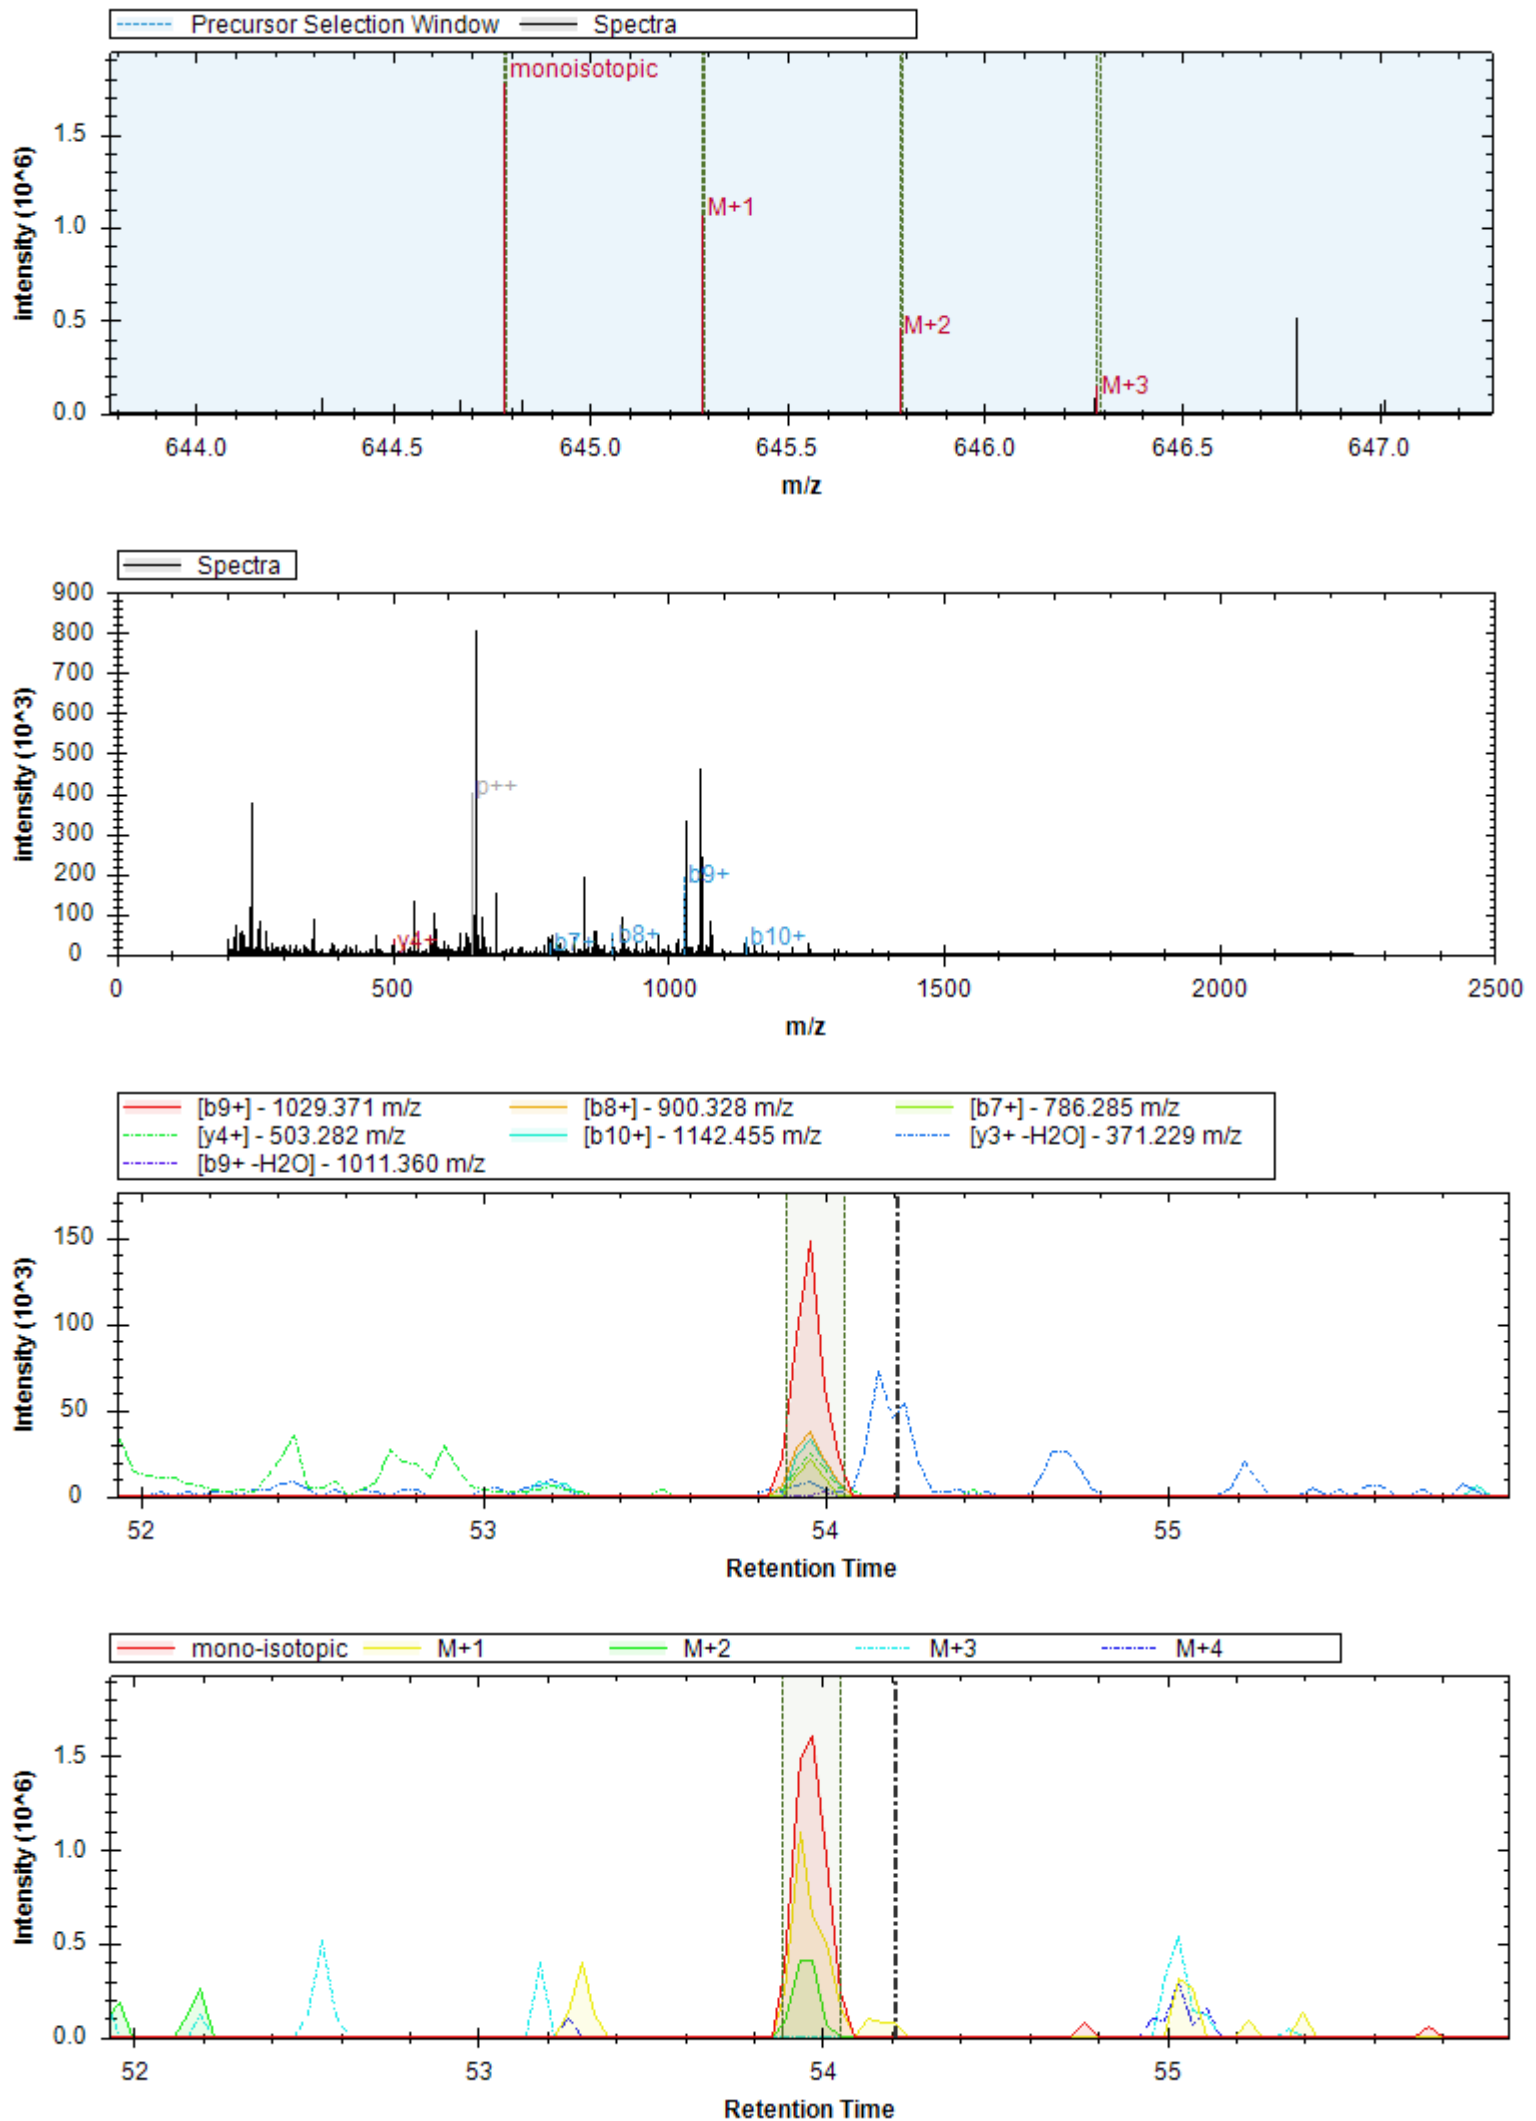 Precursor Selection Window Spectra
intensity (10^6)
monoisotopic
M+1
M+2
M+3
1.5
1.0
0.5
0.0
644.0 644.5 645.0 645.5 646.0 646.5 647.0
m/z
Spectra
intensity (10^3)
900
800
700
600
500
400
300
200
100
0
p++
y4+
b7+
b8+
b9+
b10+
0 500 1000 1500 2000 2500
m/z
[b9+] - 1029.371 m/z [b8+] - 900.328 m/z [b7+] - 786.285 m/z
[y4+] - 503.282 m/z [b10+] - 1142.455 m/z [y3+ -H2O] - 371.229 m/z
[b9+ -H2O] - 1011.360 m/z
Intensity (10^3)
150
100
50
0
52 53 54 55
Retention Time
mono-isotopic M+1 M+2 M+3 M+4
Intensity (10^6)
1.5
1.0
0.5
0.0
52 53 54 55
Retention Time